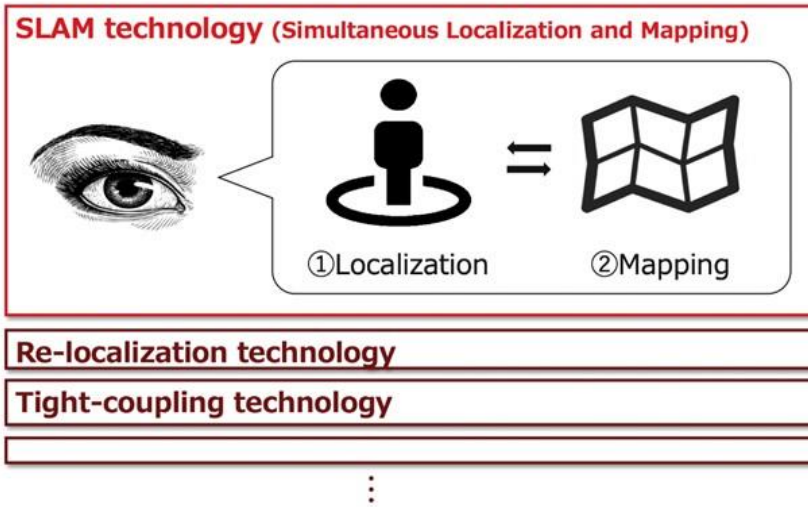 SLAM technology (Simultaneous Localization and Mapping)
①Localization
②Mapping
Re-localization technology
Tight-coupling technology